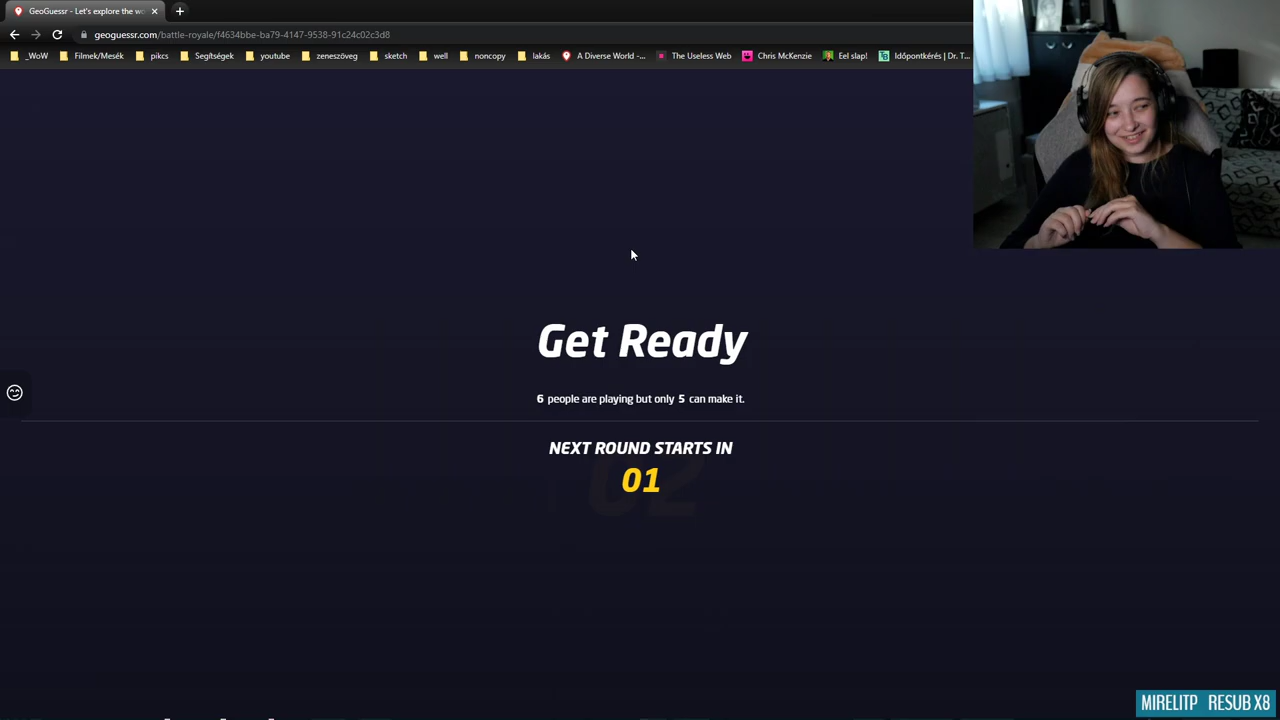 GeoGuessr - Let's explore the wo
geoguessr.com/battle-royale/f4634bbe-ba79-4147-9538-91c24c02c3d8
_WoW Filmek/Mesék pikcs Segítségek youtube zeneszöveg sketch well noncopy lakás A Diverse World -... The Useless Web Chris McKenzie Eel slap! Időpontkérés | Dr. T...
Get Ready
6 people are playing but only 5 can make it.
NEXT ROUND STARTS IN
01
02
MIRELITP RESUB X8